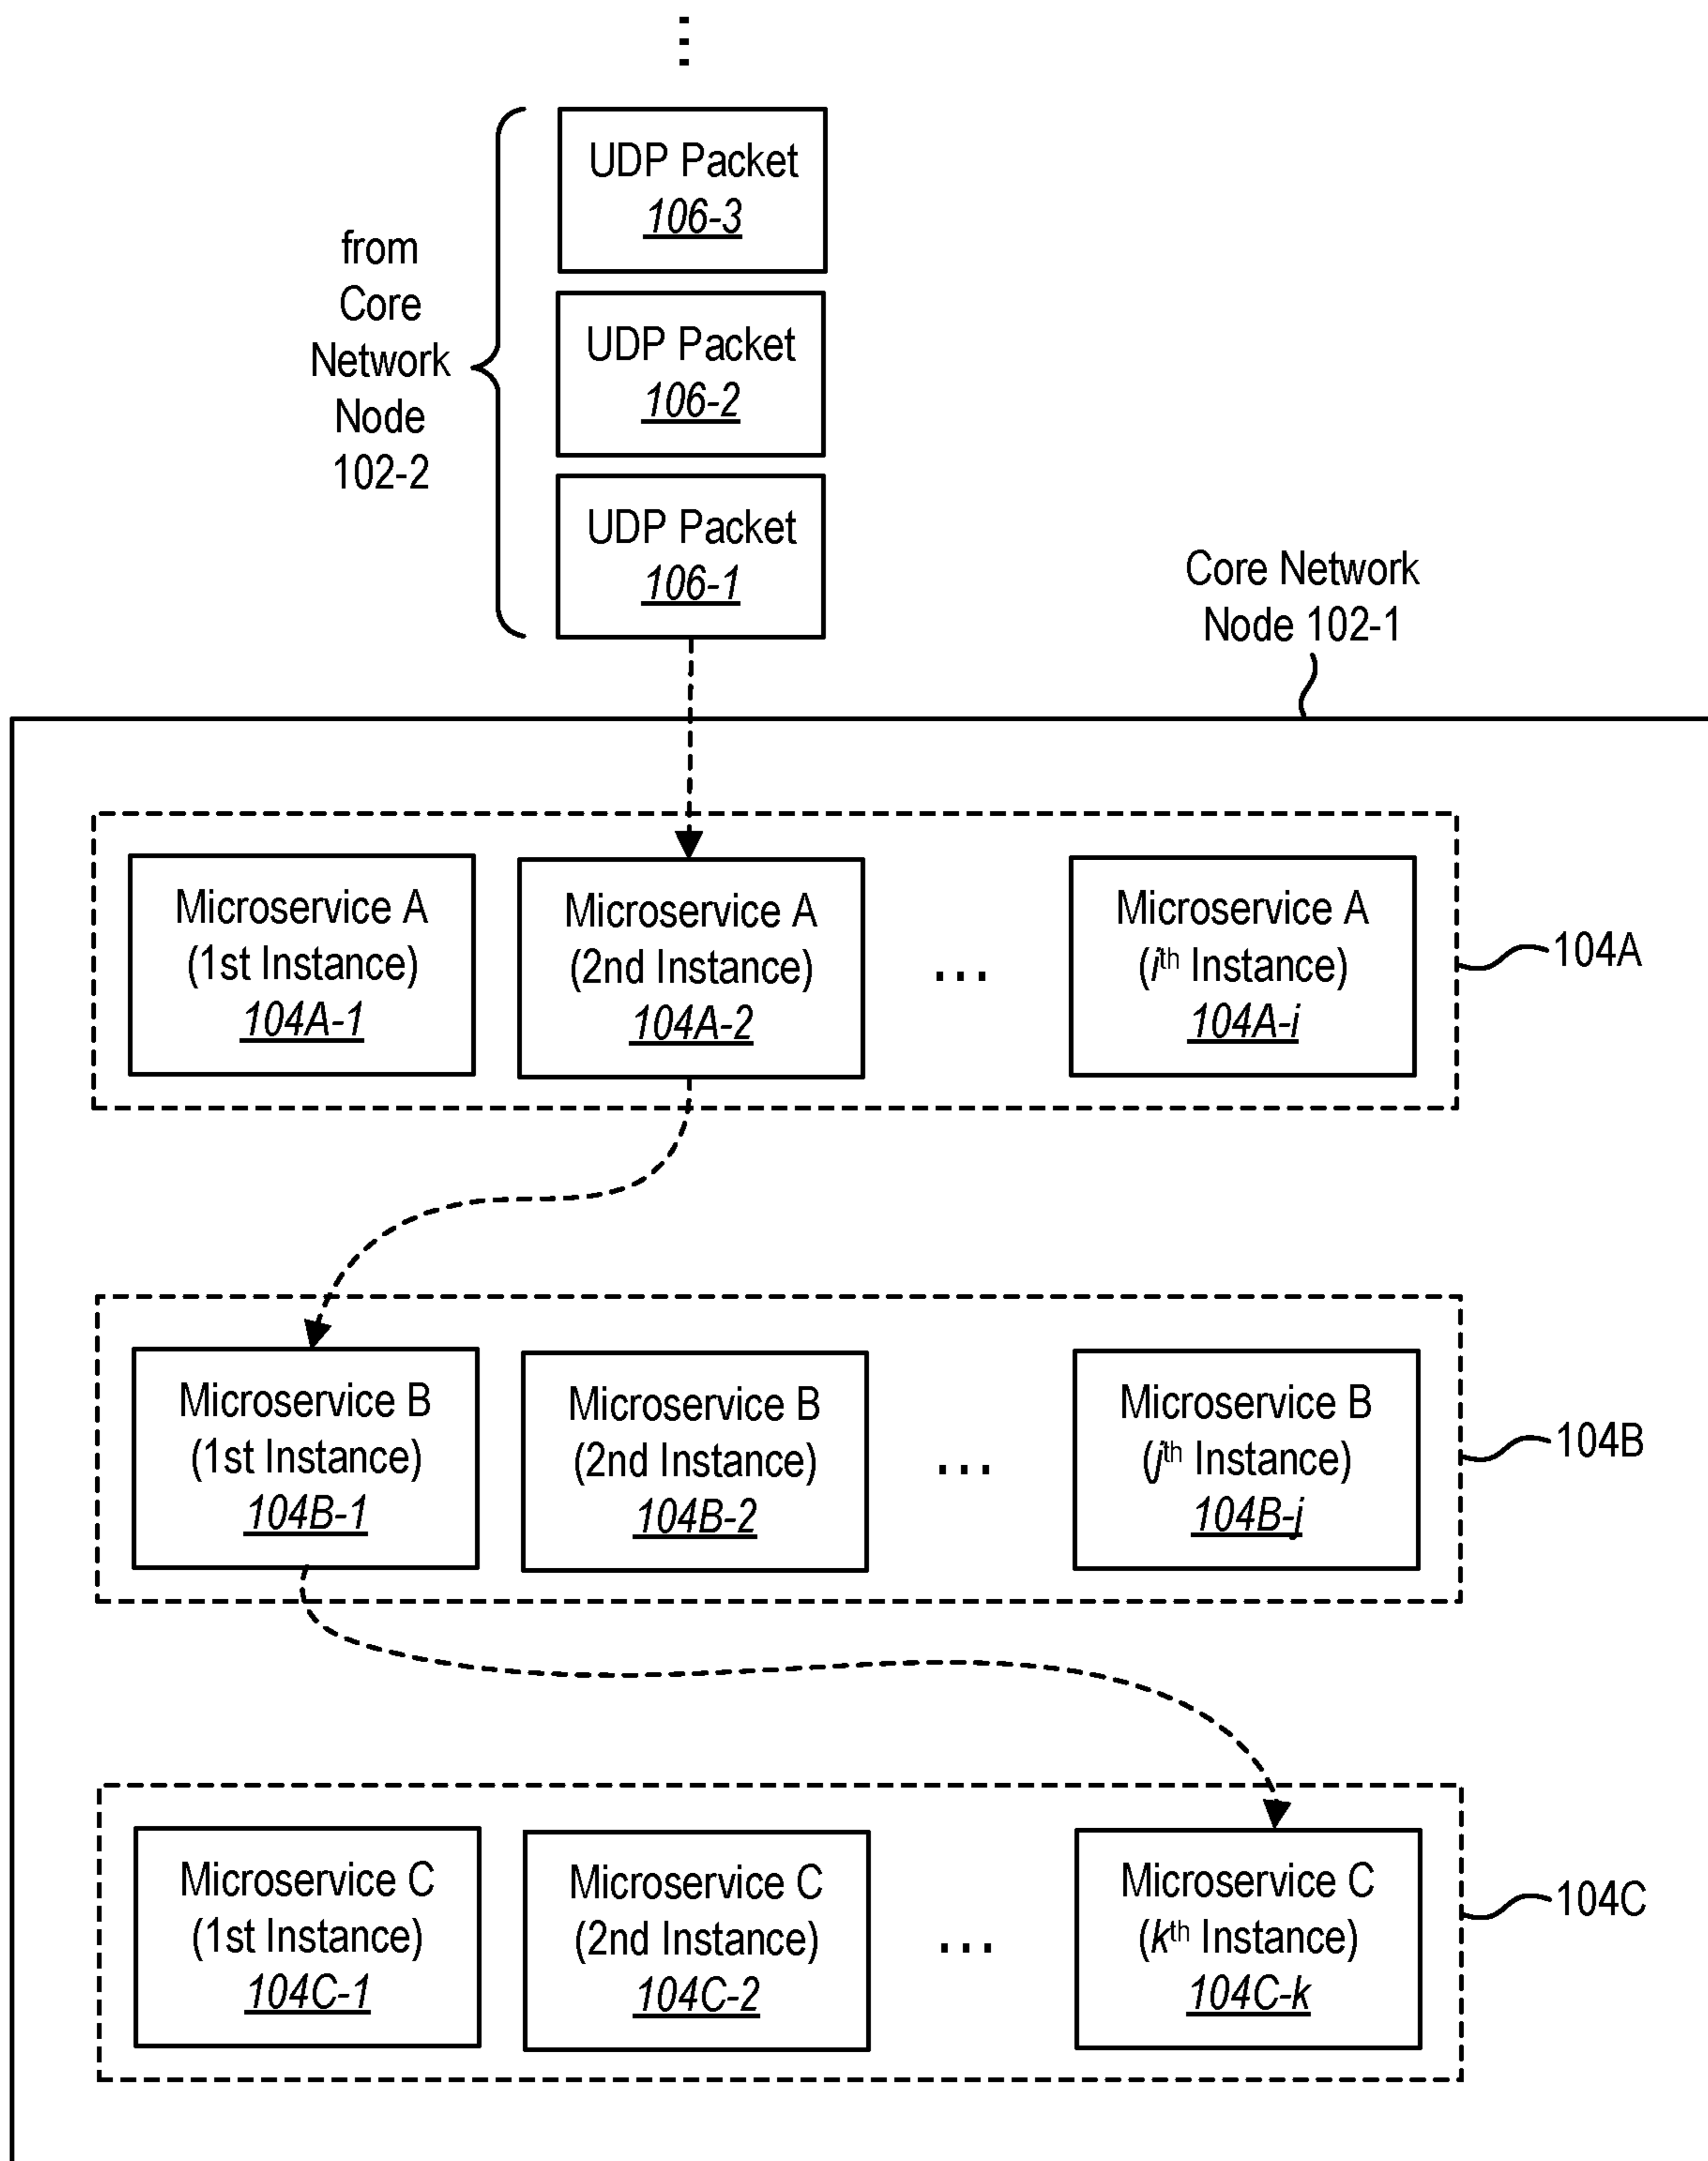 UDP Packet
106-3
from
Core
Network
Node
102-2
UDP Packet
106-2
UDP Packet
106-1
Core Network
Node 102-1
Microservice A
(1st Instance)
104A-1
Microservice A
(2nd Instance)
104A-2
...
Microservice A
(ith Instance)
104A-i
104A
Microservice B
(1st Instance)
104B-1
Microservice B
(2nd Instance)
104B-2
...
Microservice B
(jth Instance)
104B-j
104B
Microservice C
(1st Instance)
104C-1
Microservice C
(2nd Instance)
104C-2
...
Microservice C
(kth Instance)
104C-k
104C